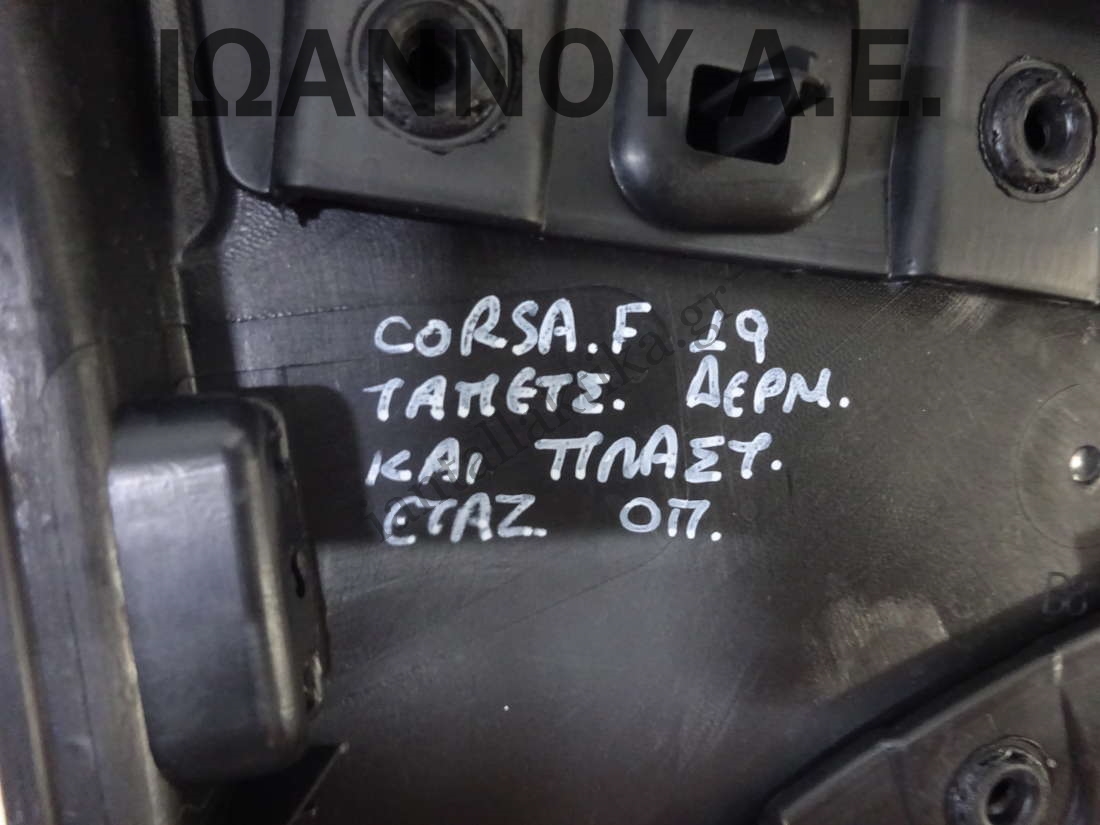 ΙΩΑΝΝΟΥ Α.Ε.
CORSA.F 19
ΤΑΠΕΤΣ. ΔΕΡΜ.
ΚΑΙ ΠΛΑΣΤ.
ΕΤΑΖ. ΟΠ.